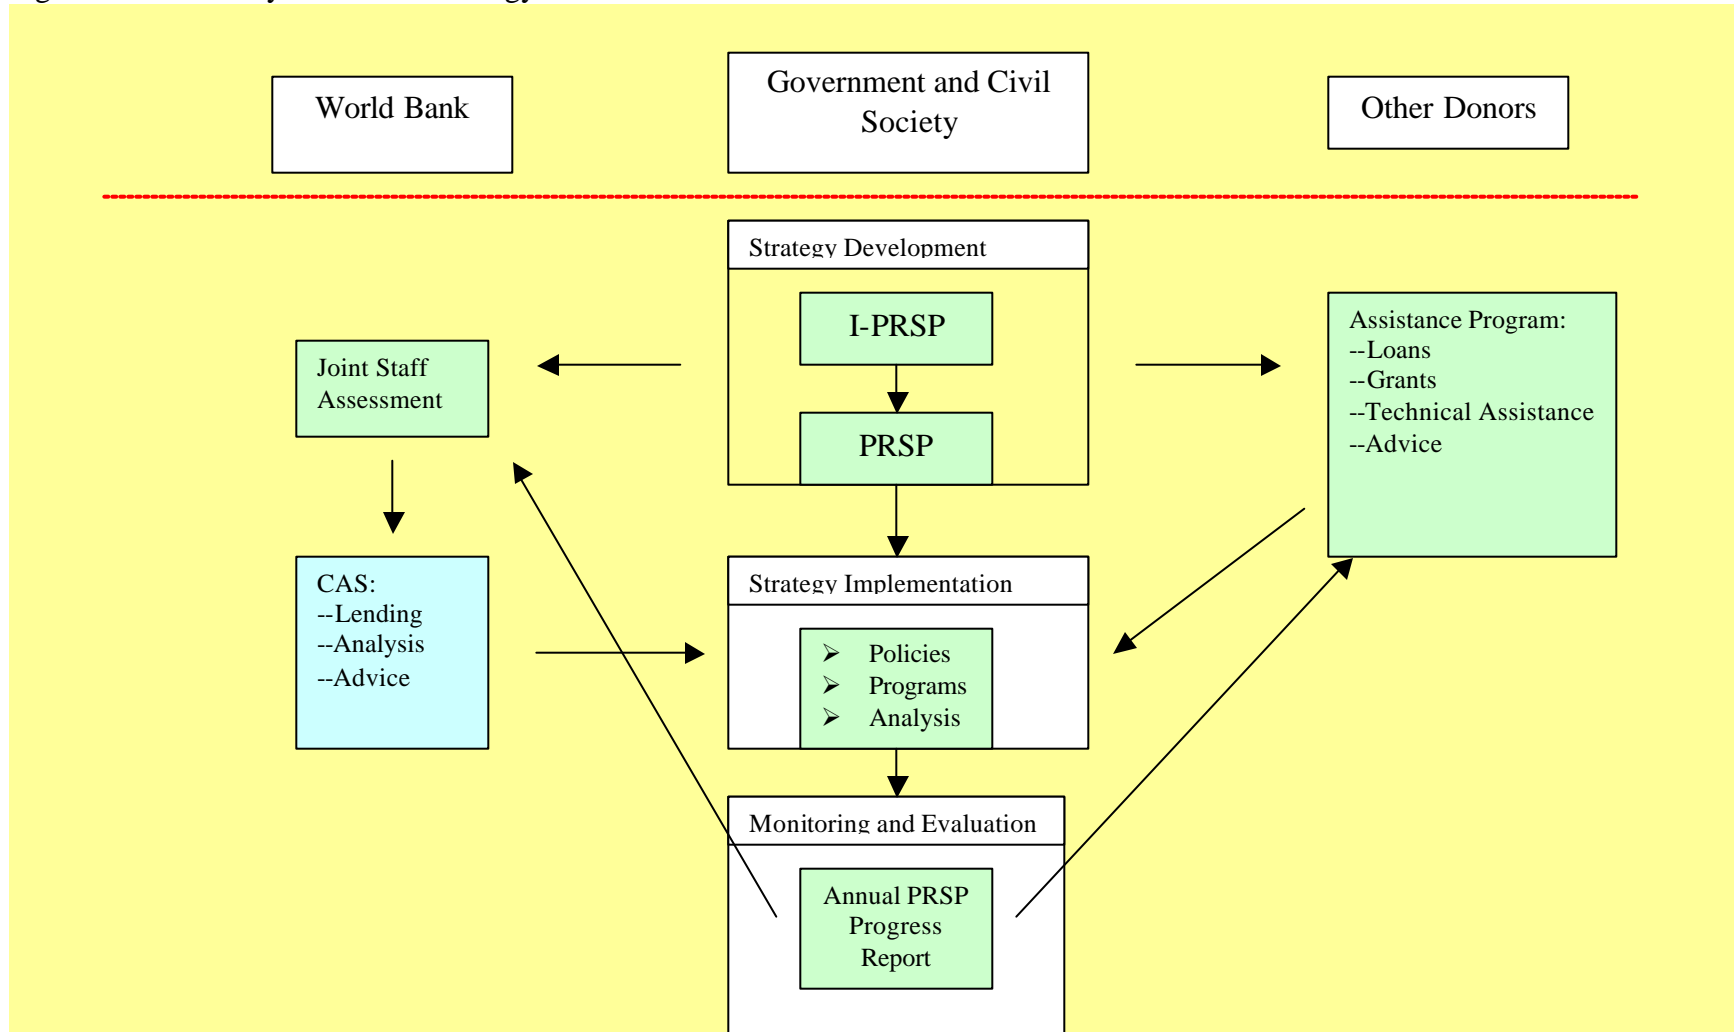 World Bank
Government and Civil
Society
Other Donors
Strategy Development
I-PRSP
PRSP
Joint Staff
Assessment
Assistance Program:
--Loans
--Grants
--Technical Assistance
--Advice
CAS:
--Lending
--Analysis
--Advice
Strategy Implementation
➢ Policies
➢ Programs
➢ Analysis
Monitoring and Evaluation
Annual PRSP
Progress
Report